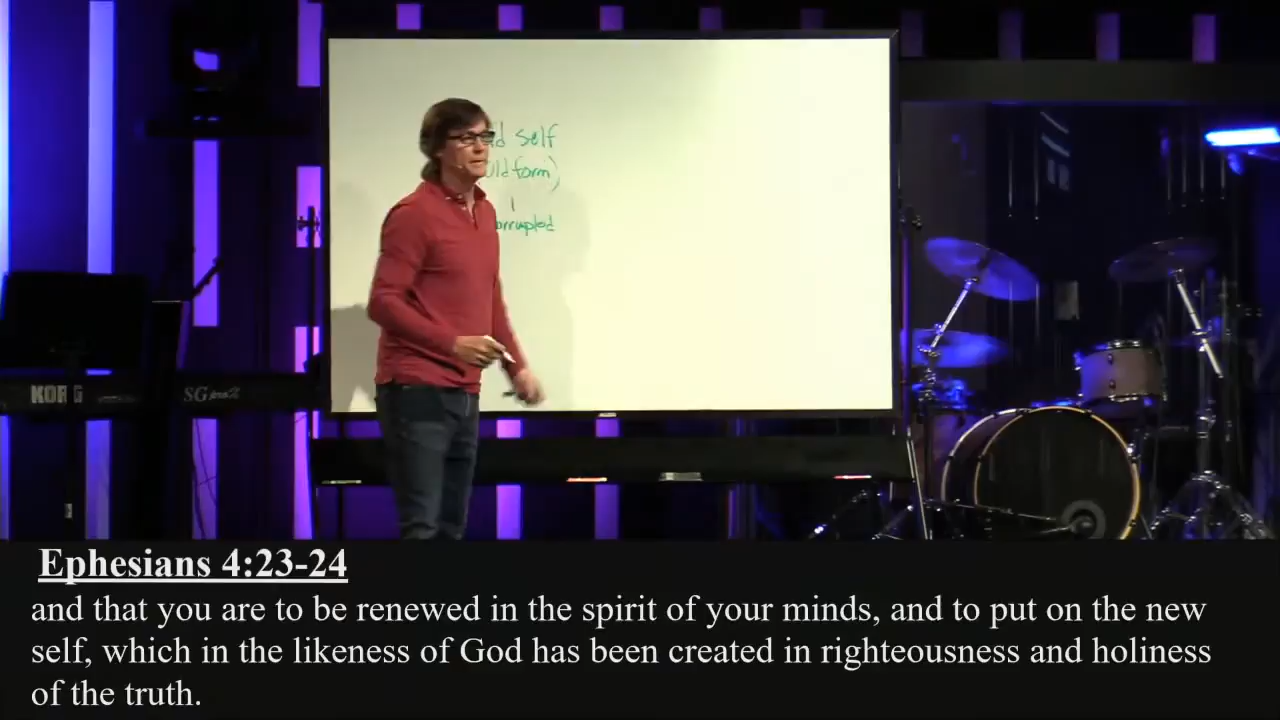 self
KORG
SG proX
Ephesians 4:23-24
and that you are to be renewed in the spirit of your minds, and to put on the new
self, which in the likeness of God has been created in righteousness and holiness
of the truth.